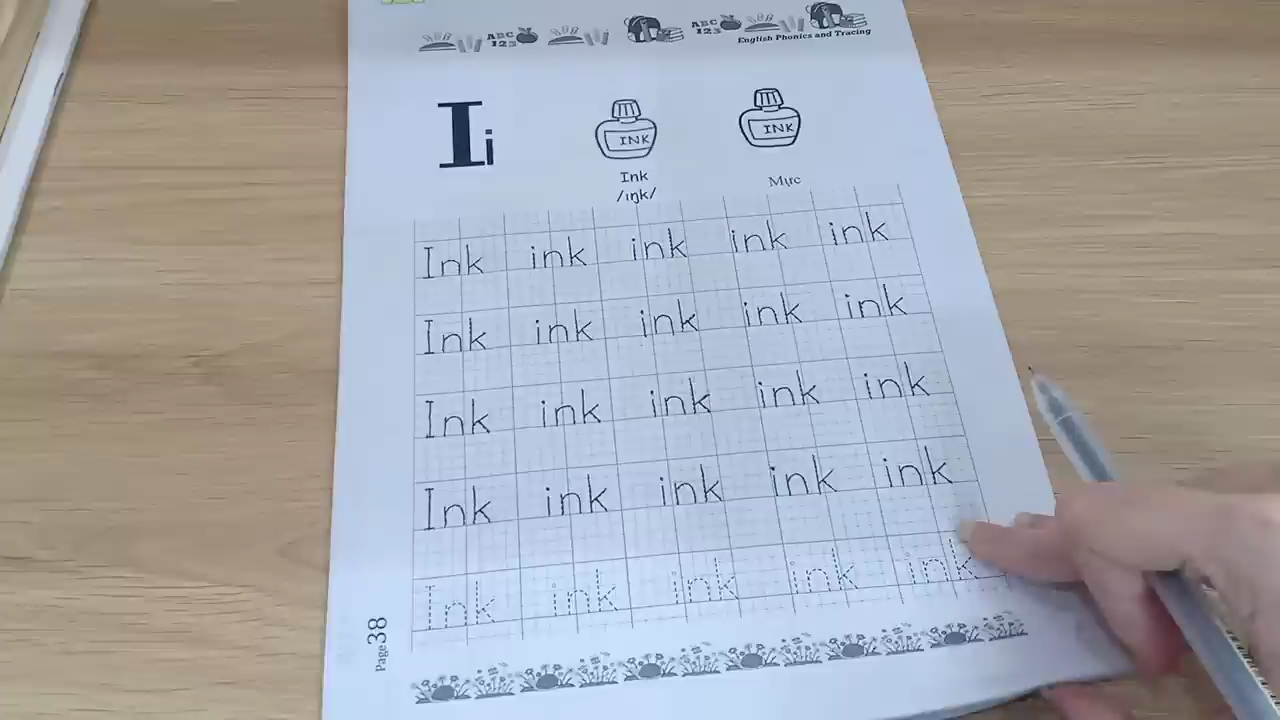 ABC
123
ABC
123
English Phonics and Tracing
Ii
INK
INK
Ink
/ɪŋk/
Mực
Ink ink ink ink ink
Ink ink ink ink ink
Ink ink ink ink ink
Ink ink ink ink ink
Ink ink ink ink ink
Page 38